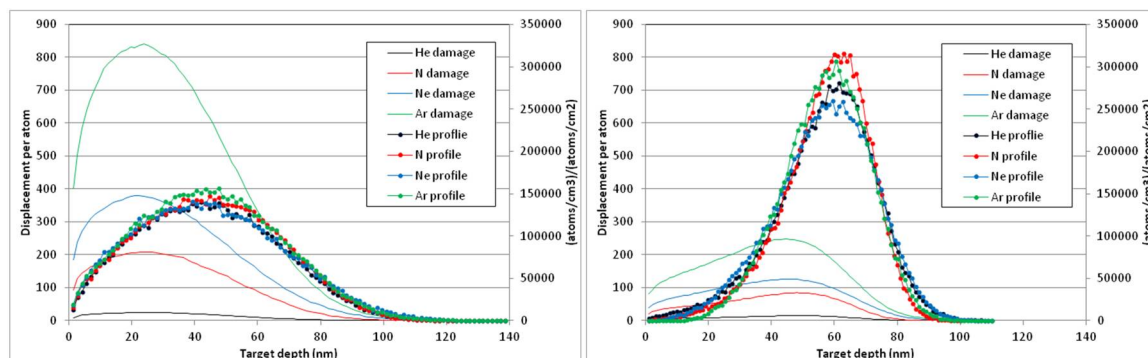 900 350000 900 350000
800 300000 800 300000
700 250000 700 250000
600 200000 600 200000
500 150000 500 150000
400 100000 400 100000
300 50000 300 50000
200 0 200 0
100 100
0 0
Displacement per atom
He damage
N damage
Ne damage
Ar damage
He proflie
N profile
Ne profile
Ar profile
(atoms/cm3)/(atoms/cm2)
0 20 40 60 80 100 120 140
Target depth (nm)
Displacement per atom
He damage
N damage
Ne damage
Ar damage
He proflie
N profile
Ne profile
Ar profile
(atoms/cm3)/(atoms/cm2)
0 20 40 60 80 100 120 140
Target depth (nm)